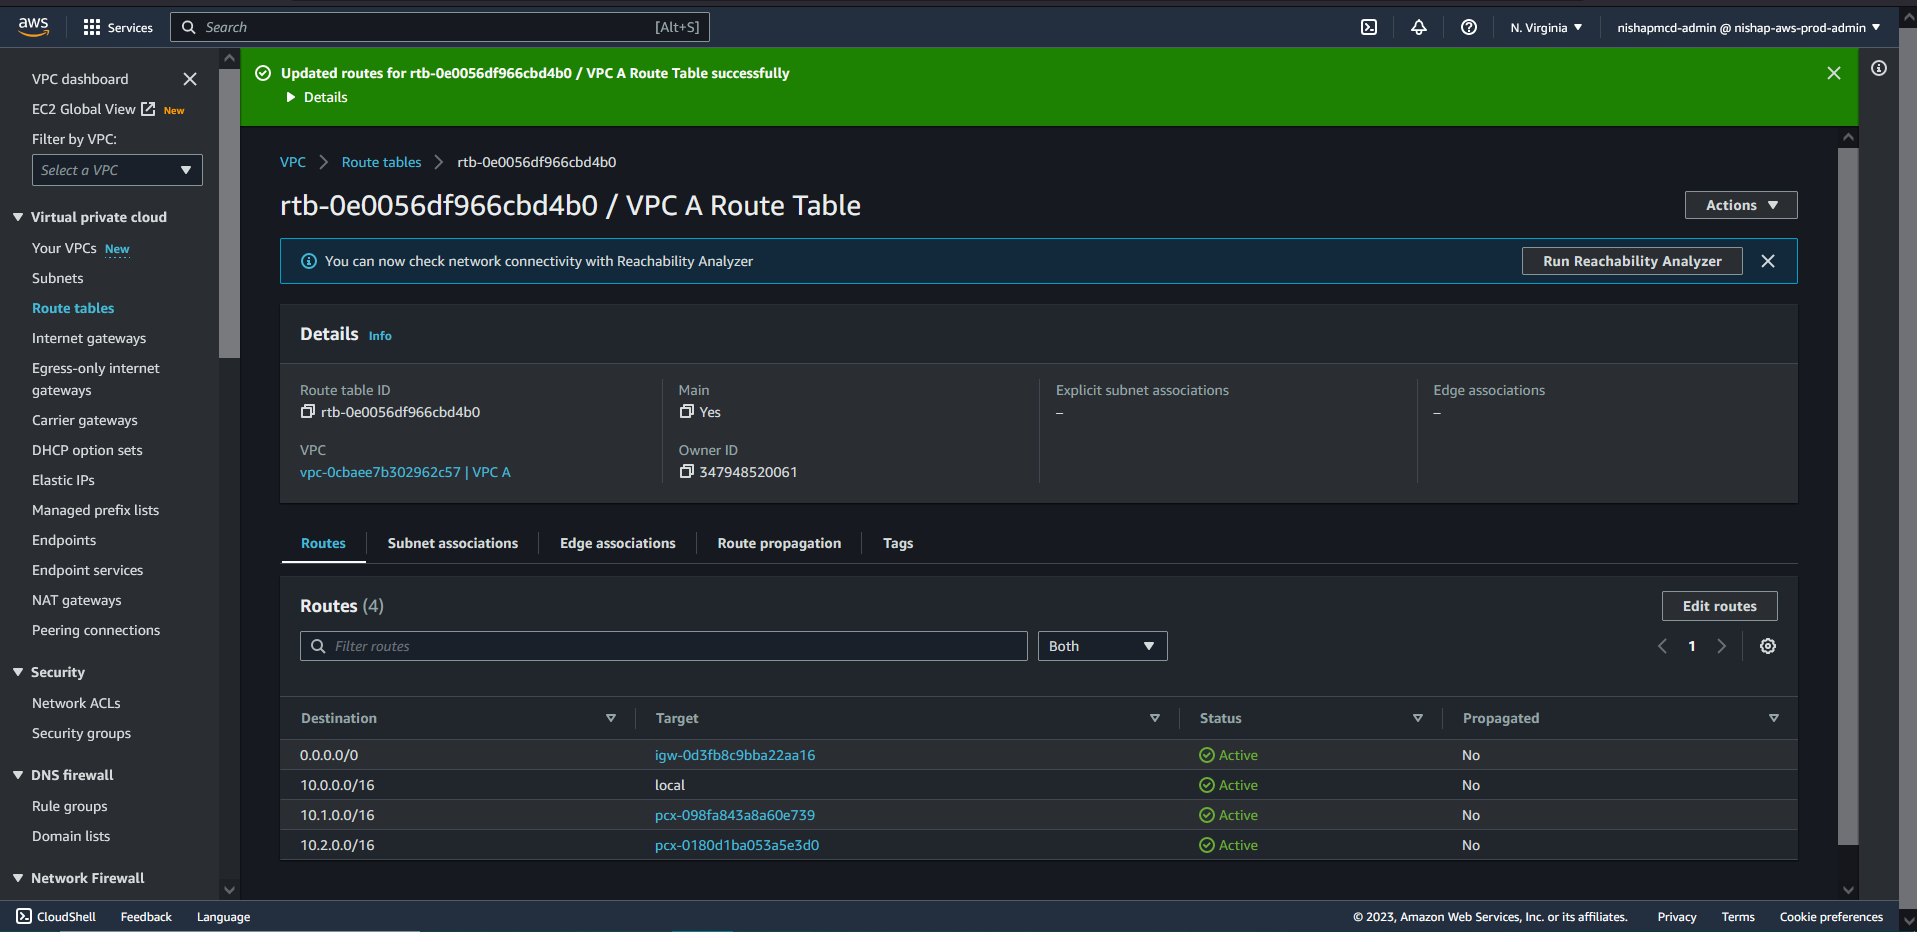 aws Services Search [Alt+S] N. Virginia nishapmcd-admin @ nishap-aws-prod-admin
VPC dashboard
EC2 Global View New
Filter by VPC:
Select a VPC
Virtual private cloud
Your VPCs New
Subnets
Route tables
Internet gateways
Egress-only internet
gateways
Carrier gateways
DHCP option sets
Elastic IPs
Managed prefix lists
Endpoints
Endpoint services
NAT gateways
Peering connections
Security
Network ACLs
Security groups
DNS firewall
Rule groups
Domain lists
Network Firewall
Updated routes for rtb-0e0056df966cbd4b0 / VPC A Route Table successfully
Details
VPC Route tables rtb-0e0056df966cbd4b0
rtb-0e0056df966cbd4b0 / VPC A Route Table
Actions
You can now check network connectivity with Reachability Analyzer
Run Reachability Analyzer
Details Info
Route table ID
rtb-0e0056df966cbd4b0
Main
Yes
Explicit subnet associations
–
Edge associations
–
VPC
vpc-0cbaee7b302962c57 | VPC A
Owner ID
347948520061
Routes Subnet associations Edge associations Route propagation Tags
Routes (4)
Edit routes
Filter routes
Both
1
Destination Target Status Propagated
0.0.0.0/0 igw-0d3fb8c9bba22aa16 Active No
10.0.0.0/16 local Active No
10.1.0.0/16 pcx-098fa843a8a60e739 Active No
10.2.0.0/16 pcx-0180d1ba053a5e3d0 Active No
CloudShell Feedback Language © 2023, Amazon Web Services, Inc. or its affiliates. Privacy Terms Cookie preferences